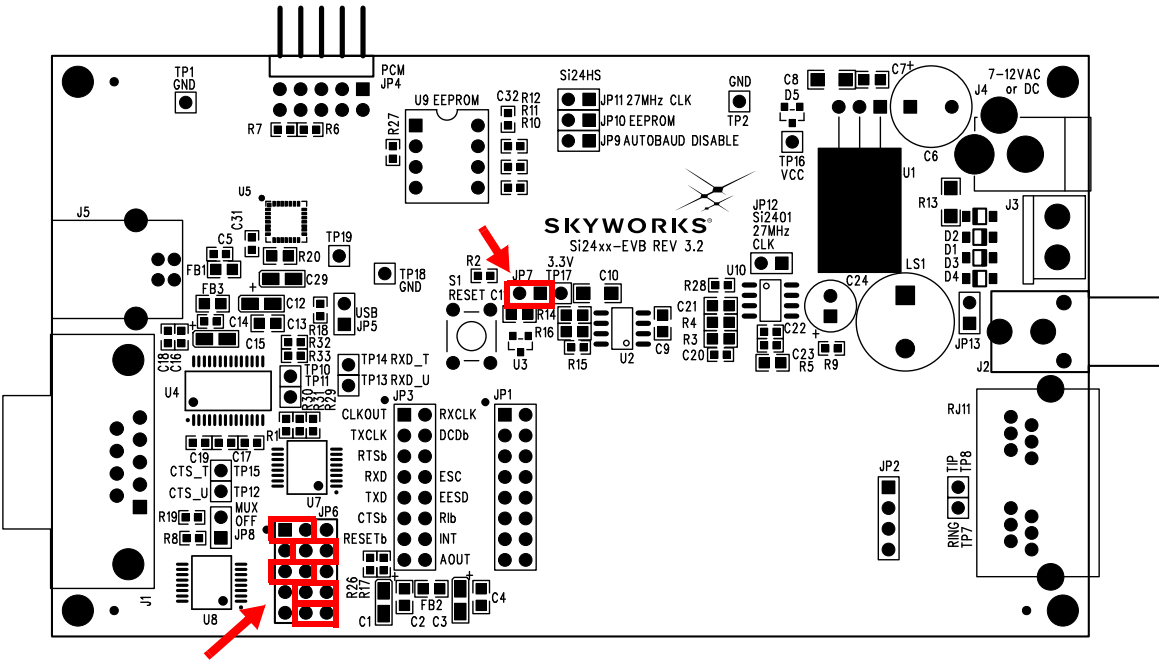 PCM
JP4
TP1
GND
R7
R6
R27
U9 EEPROM
C32
R12
R11
R10
Si24HS
JP11 27MHz CLK
JP10 EEPROM
JP9 AUTOBAUD DISABLE
GND
TP2
C8
D5
TP16
VCC
C7
+
C6
7-12VAC
or DC
J4
U1
R13
J3
D2
D1
D3
D4
SKYWORKS
Si24xx-EVB REV 3.2
JP12
Si2401
27MHz
CLK
J5
U5
C31
C5
FB1
R20
C29
TP19
TP18
GND
FB3
+
C12
C14
C13
C15
+
C18
C16
R18
USB
JP5
R32
R33
TP10
TP11
TP14 RXD_T
TP13 RXD_U
R30
R31
R29
R2
S1
RESET
C1
JP7
3.3V
TP17
C10
R14
R16
R15
U3
U2
C9
R28
U10
C21
R4
R3
C20
C22
C23
R5
R9
C24
LS1
JP13
J2
U4
R1
C19
C17
CTS_T
TP15
CTS_U
TP12
MUX
OFF
JP8
R19
R8
U8
J1
U7
JP6
JP3
CLKOUT
RXCLK
TXCLK
DCDb
RTSb
RXD
ESC
TXD
EESD
CTSb
RIb
RESETb
INT
AOUT
JP1
R26
R17
+
C1
C2
FB2
C3
+
C4
JP2
RJ11
TIP
TP8
RING
TP7